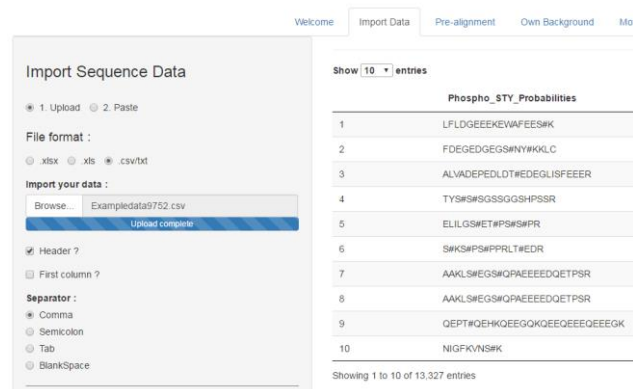 Welcome Import Data Pre-alignment Own Background Mo
Import Sequence Data
1. Upload 2. Paste
File format :
.xlsx .xls .csv/txt
Import your data :
Browse... Exampledata9752.csv
Upload complete
Header ?
First column ?
Separator :
Comma
Semicolon
Tab
BlankSpace
Show 10 entries
Phospho_STY_Probabilities
1 LFLDGEEEKEWAFEES#K
2 FDEGEDGEGS#NY#KKLC
3 ALVADEPEDLDT#EDEGLISFEEER
4 TYS#S#SGSSGGSHPSSR
5 ELILGS#ET#PS#S#PR
6 S#KS#PS#PPRLT#EDR
7 AAKLS#EGS#QPAEEEEDQETPSR
8 AAKLS#EGS#QPAEEEEDQETPSR
9 QEPT#QEHKQEEGQKQEEQEEEQEEEGK
10 NIGFKVNS#K
Showing 1 to 10 of 13,327 entries